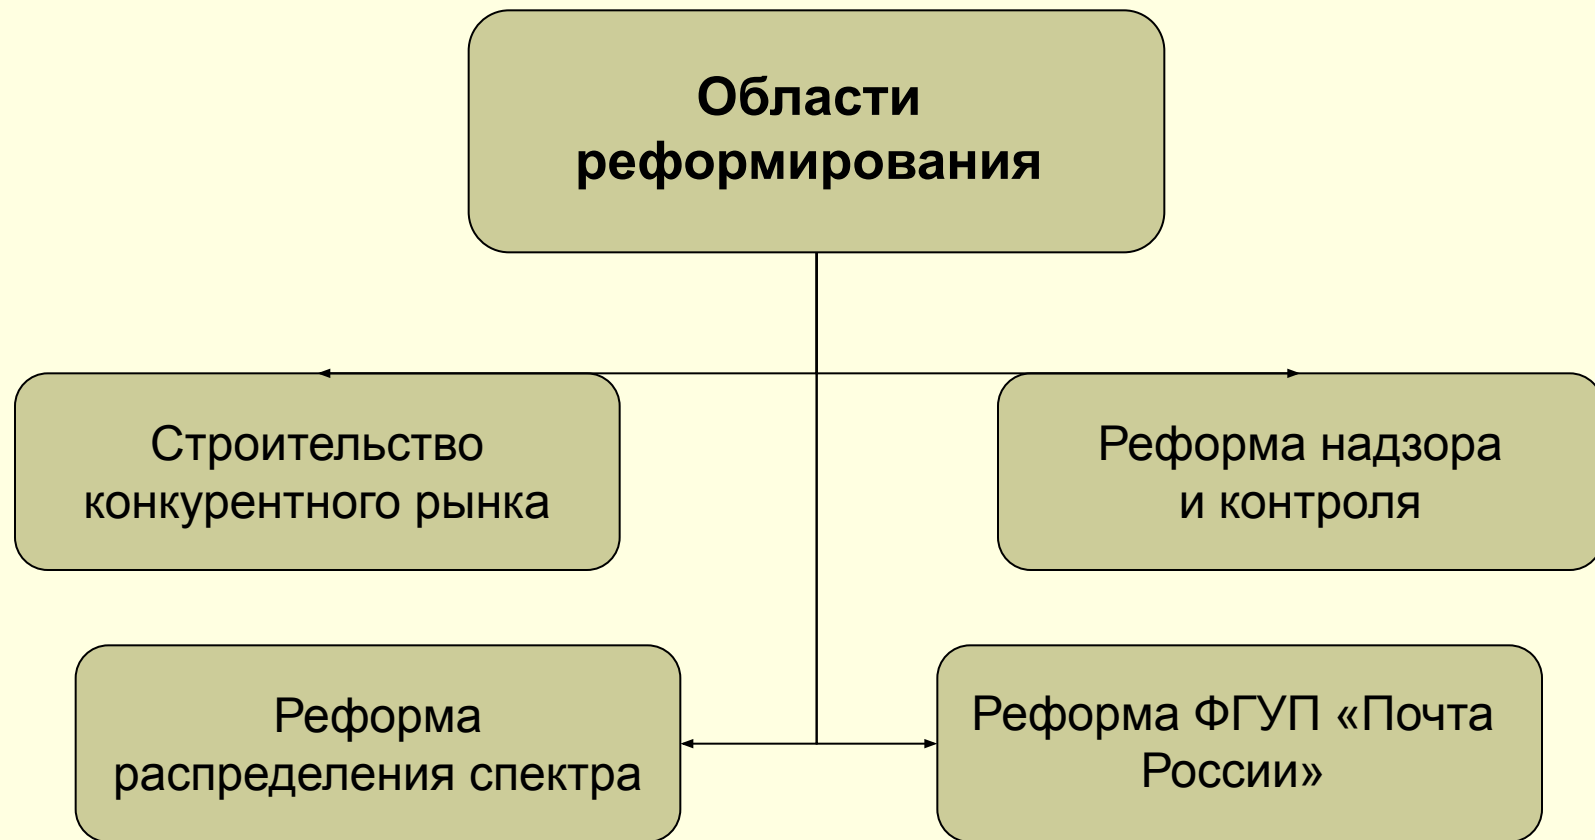 Области
реформирования
Строительство
конкурентного рынка
Реформа надзора
и контроля
Реформа
распределения спектра
Реформа ФГУП «Почта
России»